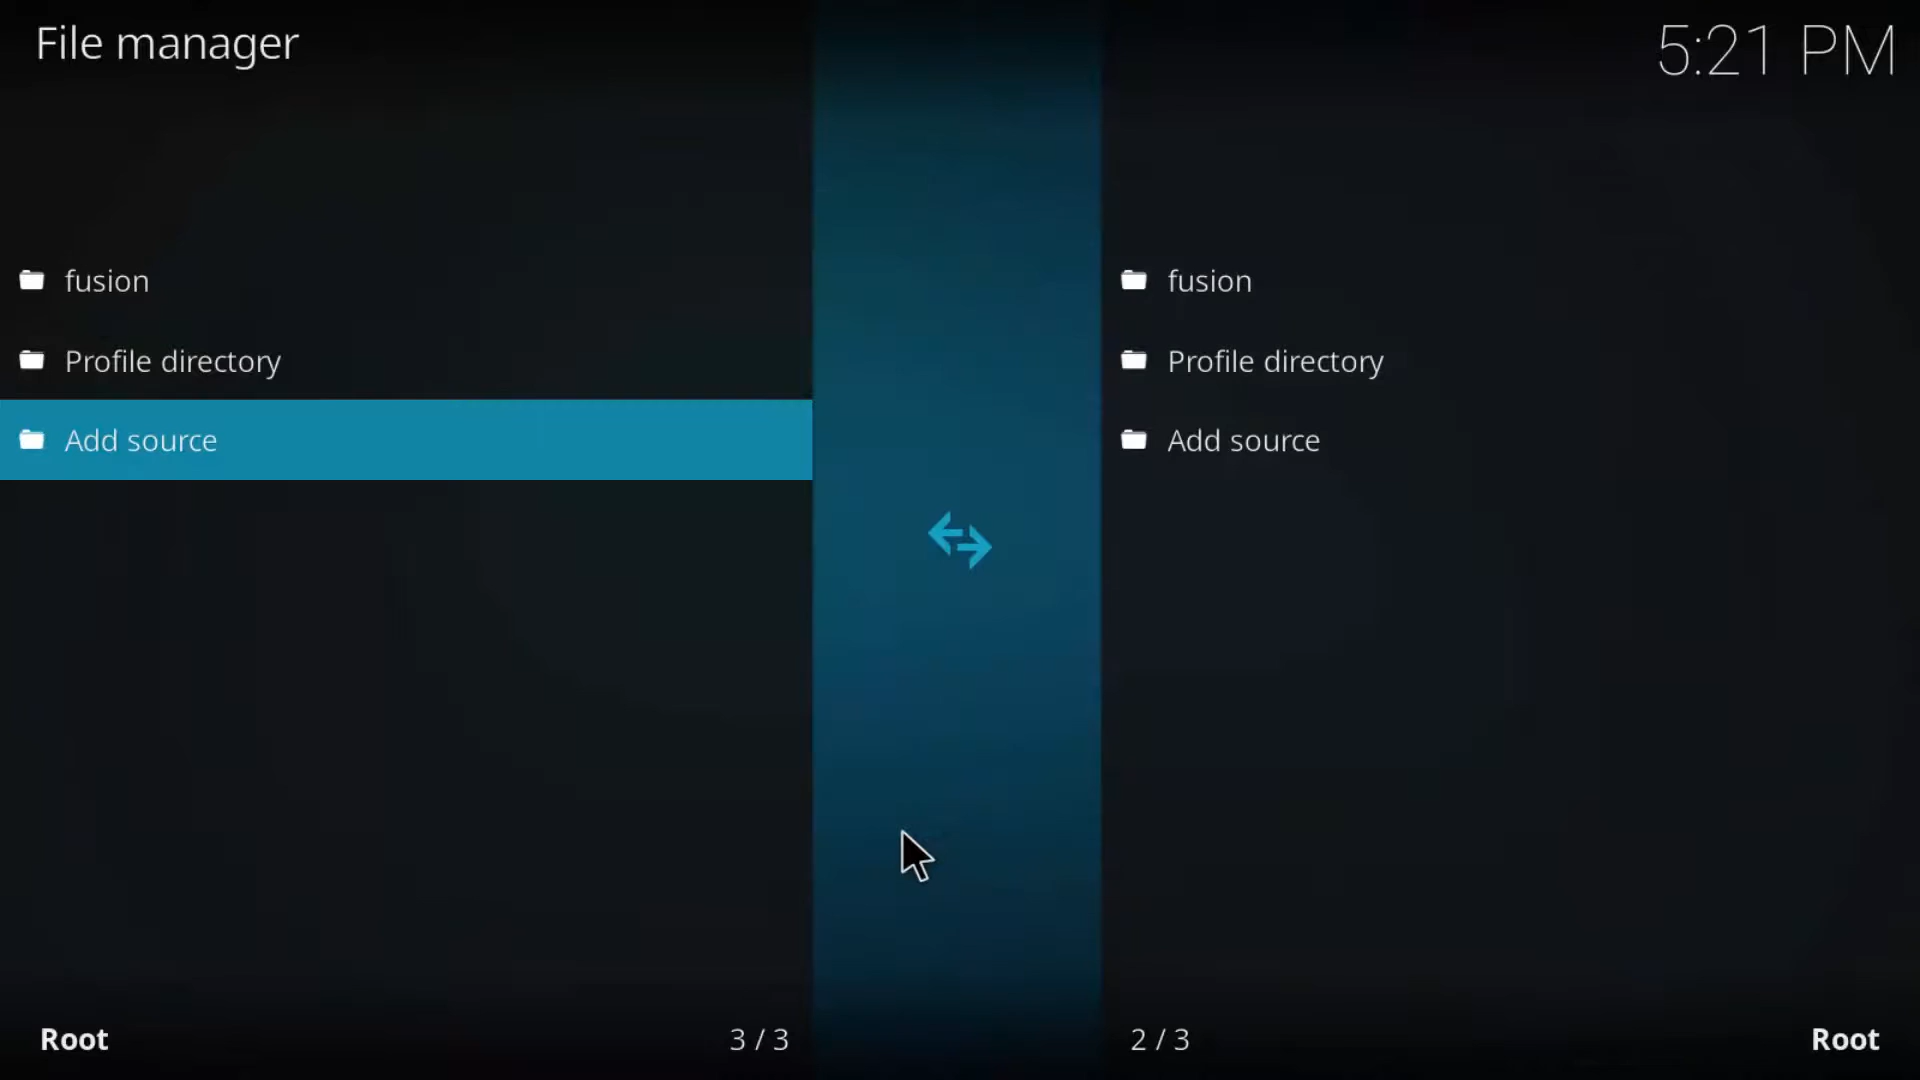 File manager
5:21 PM
fusion
Profile directory
Add source
fusion
Profile directory
Add source
Root
3 / 3
2 / 3
Root